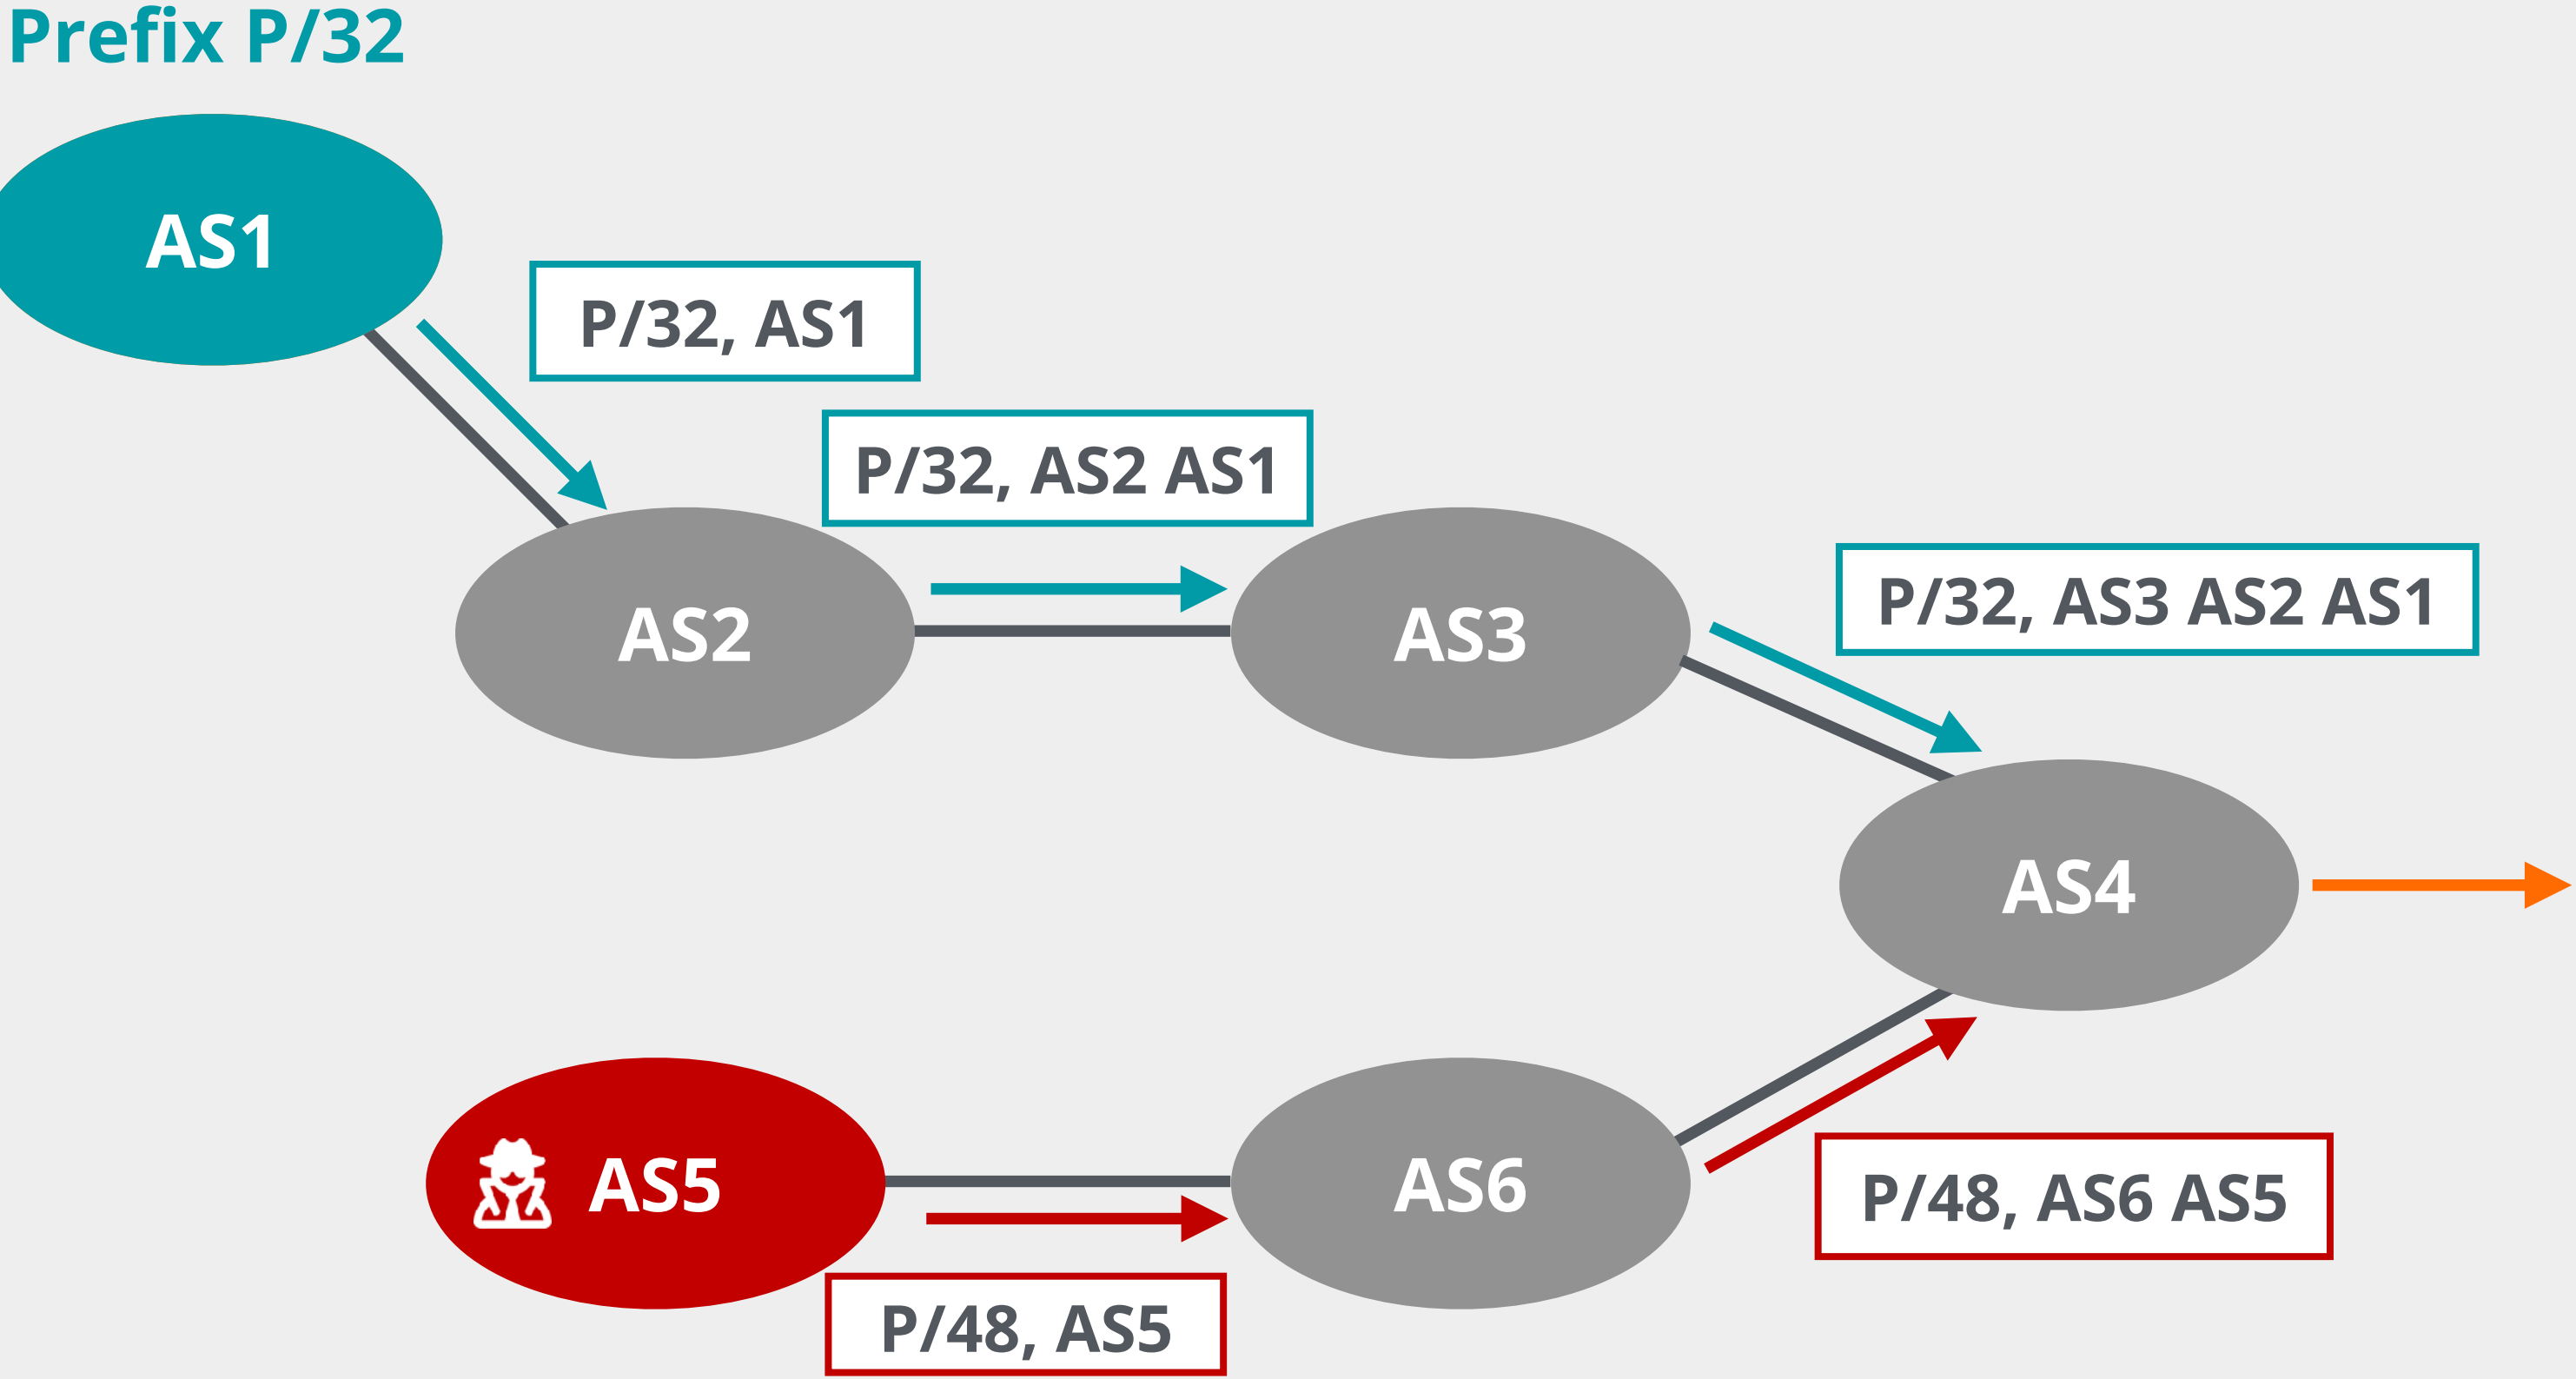 Prefix P/32
AS1
P/32, AS1
P/32, AS2 AS1
AS2
AS3
P/32, AS3 AS2 AS1
AS4
AS5
AS6
P/48, AS6 AS5
P/48, AS5